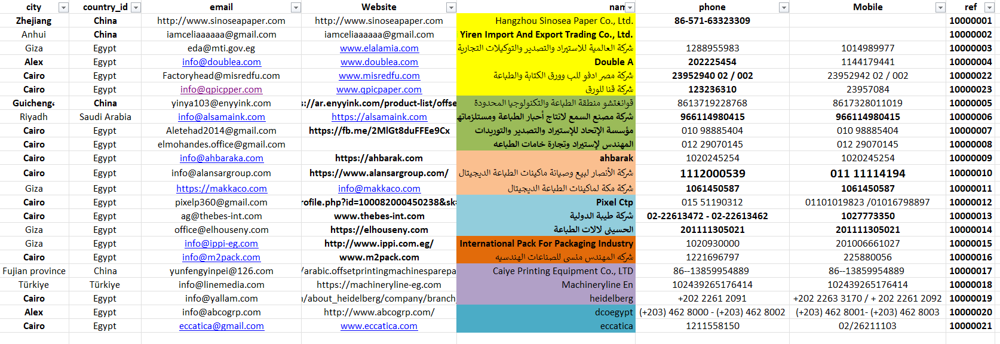 city country_id email Website nam phone Mobile ref
Zhejiang China http://www.sinoseapaper.com http://www.sinoseapaper.com Hangzhou Sinosea Paper Co., Ltd. 86-571-63323309 10000001
Anhui China iamceliaaaaaa@gmail.com iamceliaaaaaa@gmail.com Yiren Import And Export Trading Co., Ltd. 10000002
Giza Egypt eda@mti.gov.eg www.elalamia.com شركة العالمية للاستيراد والتصدير والتوكيلات التجارية 1288955983 1014989977 10000003
Alex Egypt info@doublea.com www.doublea.com Double A 202225454 1144179441 10000004
Cairo Egypt Factoryhead@misredfu.com www.misredfu.com شركة مصر ادفو للب وورق الكتابة والطباعة 23952940 02 / 002 23952942 02 / 002 10000022
Cairo Egypt info@qpicpper.com www.qpicpaper.com شركة قنا للورق 123236310 23957084 10000023
Guicheng، China yinya103@enyyink.com s://ar.enyyink.com/product-list/offse قوانغتشو منطقة الطباعة والتكنولوجيا المحدودة 8613719228768 8617328011019 10000005
Riyadh Saudi Arabia info@alsamaink.com https://alsamaink.com شركة مصنع السمع لانتاج أحبار الطباعة ومستلزماته 966114980415 966114980415 10000006
Cairo Egypt Aletehad2014@gmail.com https://fb.me/2MlGt8duFFEe9Cx مؤسسة الإتحاد للإستيراد والتصدير والتوريدات 010 98885404 010 98885404 10000007
Cairo Egypt elmohandes.office@gmail.com المهندس لإستيراد وتجارة خامات الطباعه 012 29070145 012 29070145 10000008
Cairo Egypt info@ahbaraka.com https://ahbarak.com ahbarak 1020245254 1020245254 10000009
Cairo Egypt info@alansargroup.com https://www.alansargroup.com/ شركة الأنصار لبيع وصيانة ماكينات الطباعة الديجيتال 1112000539 011 11114194 10000010
Giza Egypt https://makkaco.com info@makkaco.com شركة مكة لماكينات الطباعة الديجيتال 1061450587 1061450587 10000011
Cairo Egypt pixelp360@gmail.com rofile.php?id=100082000450238&sk= Pixel Ctp 015 51190312 01101019823 /01016798897 10000012
Cairo Egypt ag@thebes-int.com www.thebes-int.com شركة طيبة الدولية 02-22613472 - 02-22613462 1027773350 10000013
Giza Egypt office@elhouseny.com https://elhouseny.com الحسينى لالات الطباعة 201111305021 201111305021 10000014
Giza Egypt info@ippi-eg.com http://www.ippi.com.eg/ International Pack For Packaging Industry 1020930000 201006661027 10000015
Cairo Egypt info@m2pack.com www.m2pack.com شركه المهندس منسي للصناعات الهندسيه 1221696797 225880056 10000016
Fujian province China yunfengyinpei@126.com /arabic.offsetprintingmachinesparepa Caiye Printing Equipment Co., LTD 86--13859954889 86--13859954889 10000017
Türkiye Türkiye info@linemedia.com https://machineryline-eg.com Machineryline En 102439265176414 102439265176414 10000018
Cairo Egypt info@yallam.com n/about_heidelberg/company/branch_ heidelberg +202 2261 2091 +202 2263 3170 / + 202 2261 2092 10000019
Alex Egypt info@abcogrp.com http://www.abcogrp.com/ dcoegypt (+203) 462 8000 - (+203) 462 8002 (+203) 462 8001- (+203) 462 8003 10000020
Cairo Egypt eccatica@gmail.com www.eccatica.com eccatica 1211558150 02/26211103 10000021